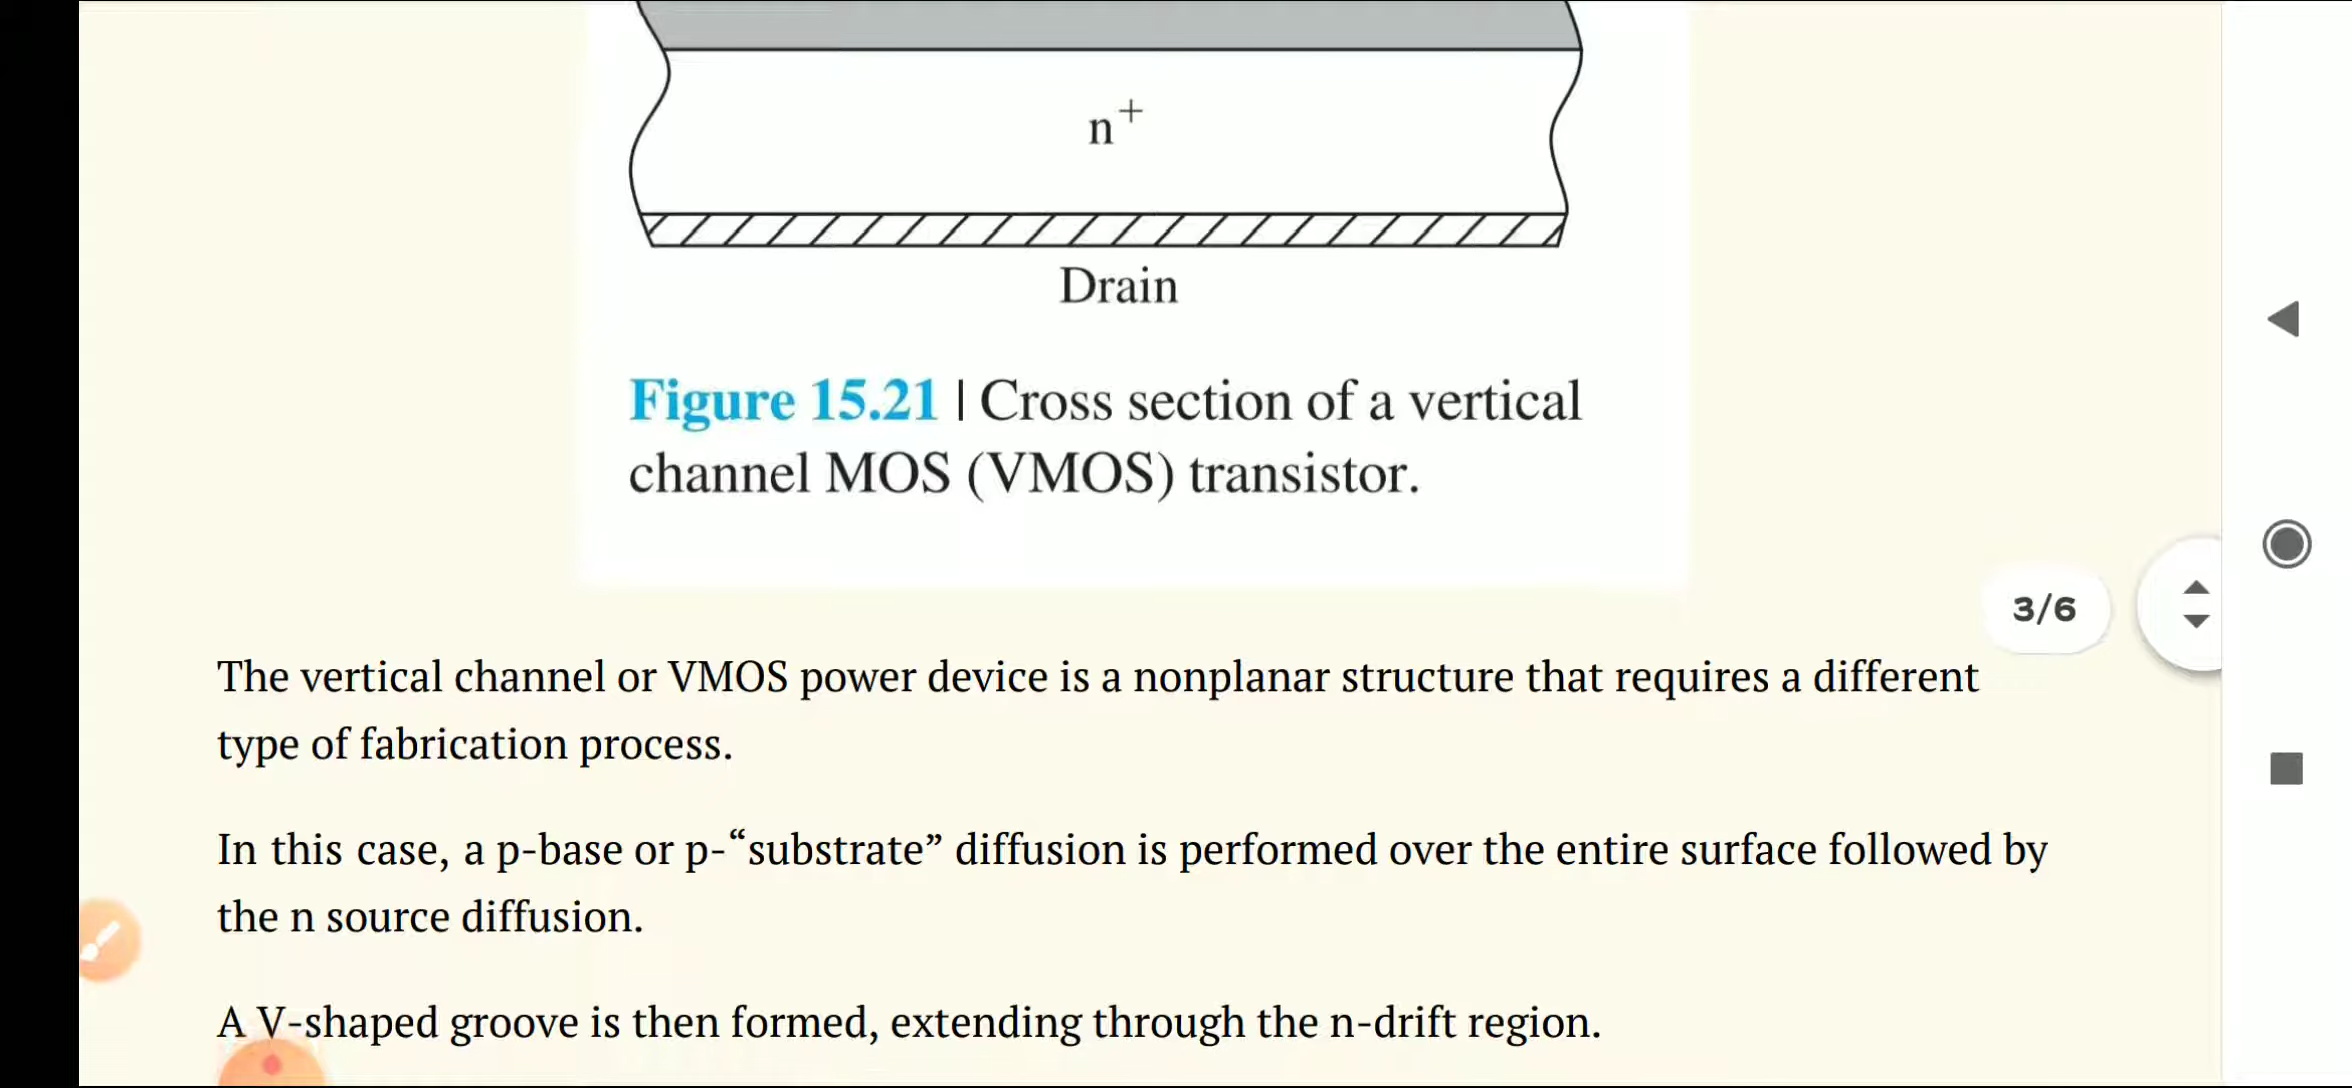 n+
Drain
Figure 15.21 | Cross section of a vertical
channel MOS (VMOS) transistor.
3/6
The vertical channel or VMOS power device is a nonplanar structure that requires a different
type of fabrication process.
In this case, a p-base or p-“substrate” diffusion is performed over the entire surface followed by
the n source diffusion.
A V-shaped groove is then formed, extending through the n-drift region.